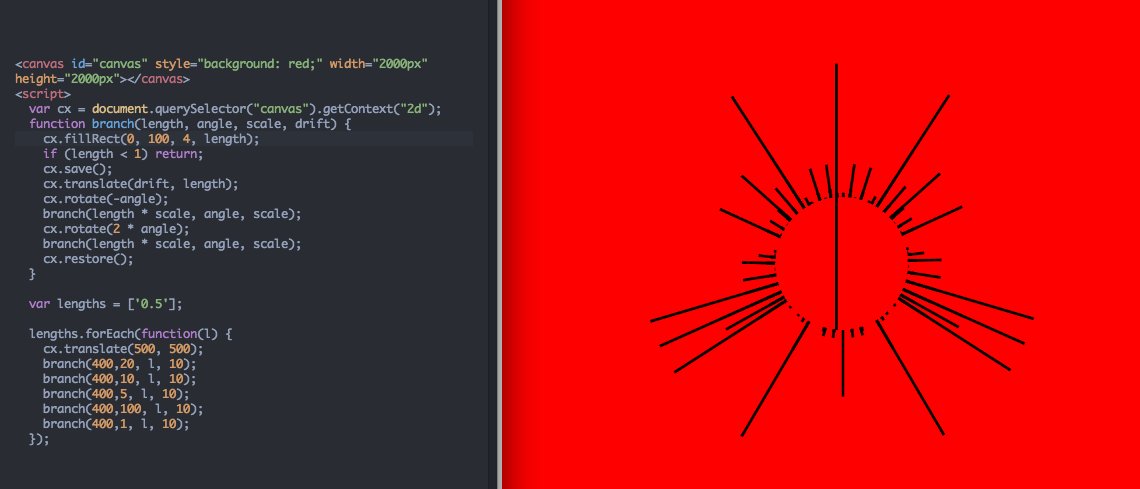 <canvas id="canvas" style="background: red;" width="2000px"
height="2000px"></canvas>
<script>
var cx = document.querySelector("canvas").getContext("2d");
function branch(length, angle, scale, drift) {
cx.fillRect(0, 100, 4, length);
if (length < 1) return;
cx.save();
cx.translate(drift, length);
cx.rotate(-angle);
branch(length * scale, angle, scale);
cx.rotate(2 * angle);
branch(length * scale, angle, scale);
cx.restore();
}
var lengths = ['0.5'];
lengths.forEach(function(l) {
cx.translate(500, 500);
branch(400,20, l, 10);
branch(400,10, l, 10);
branch(400,5, l, 10);
branch(400,100, l, 10);
branch(400,1, l, 10);
});